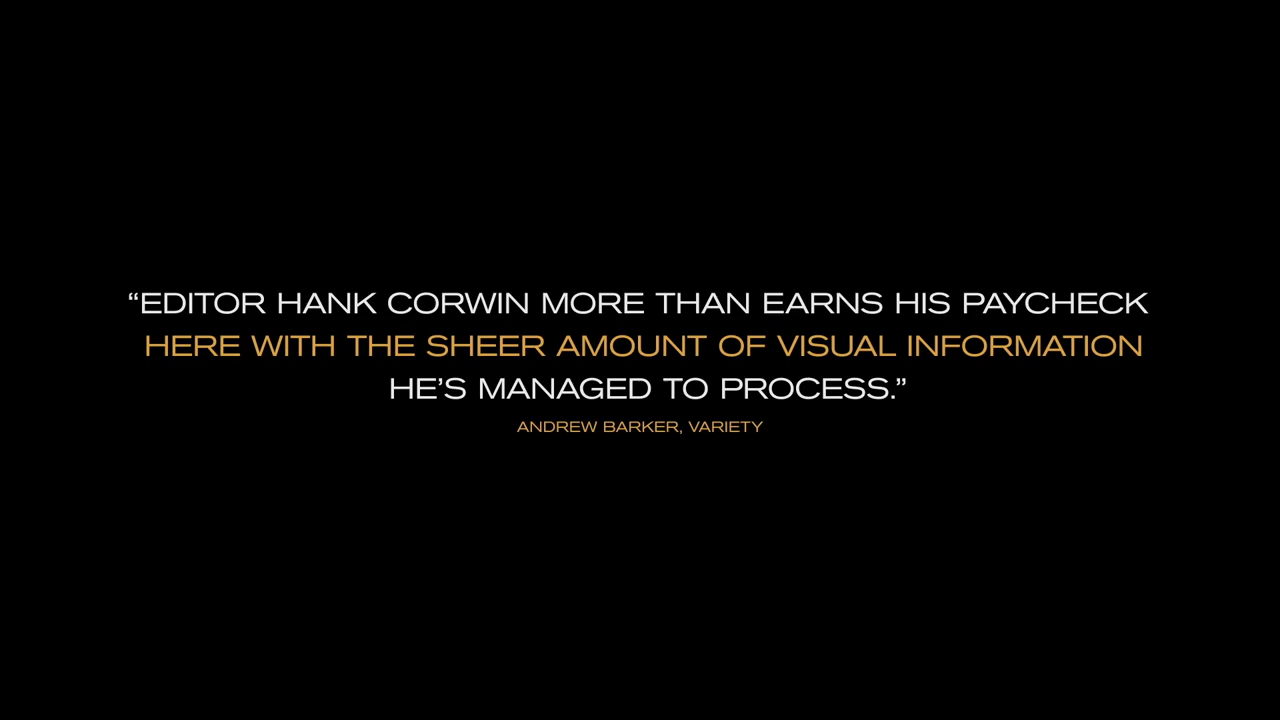 “EDITOR HANK CORWIN MORE THAN EARNS HIS PAYCHECK
HERE WITH THE SHEER AMOUNT OF VISUAL INFORMATION
HE’S MANAGED TO PROCESS.”
ANDREW BARKER, VARIETY